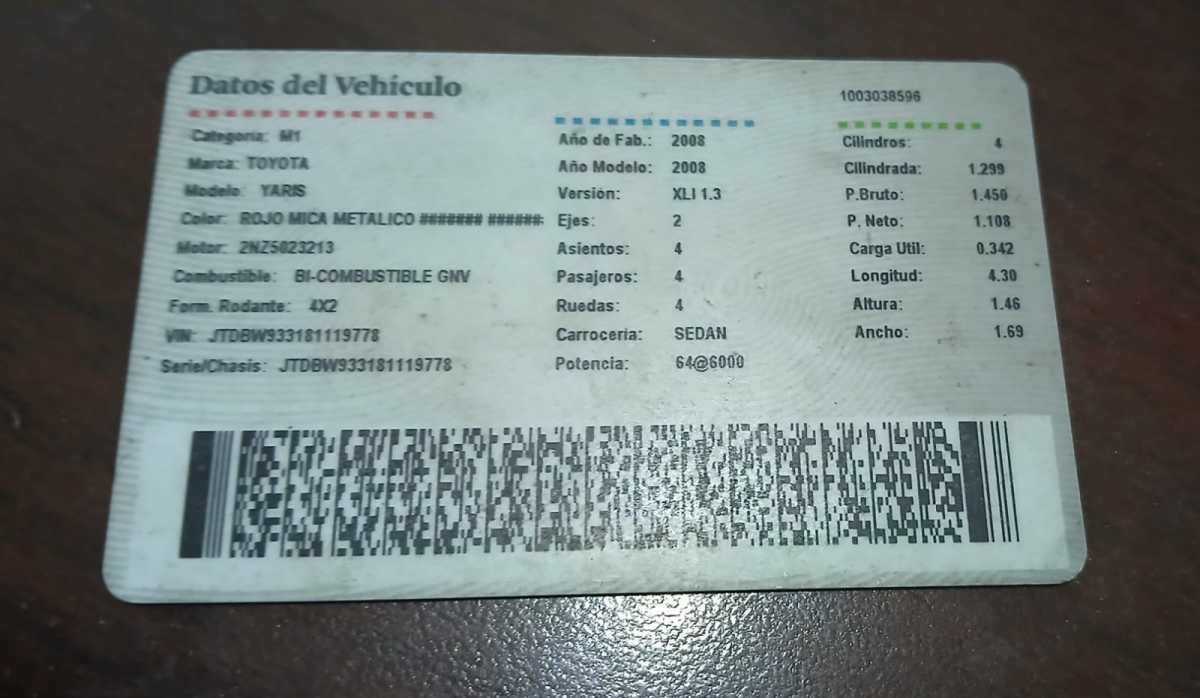 Datos del Vehículo
1003038596
Categoría: M1
Marca: TOYOTA
Modelo: YARIS
Color: ROJO MICA METALICO ####### ######
Motor: 2NZ5023213
Combustible: BI-COMBUSTIBLE GNV
Form. Rodante: 4X2
VIN: JTDBW933181119778
Serie/Chasis: JTDBW933181119778
Año de Fab.: 2008
Año Modelo: 2008
Versión: XLI 1.3
Ejes: 2
Asientos: 4
Pasajeros: 4
Ruedas: 4
Carrocería: SEDAN
Potencia: 64@6000
Cilindros: 4
Cilindrada: 1.299
P.Bruto: 1.450
P. Neto: 1.108
Carga Util: 0.342
Longitud: 4.30
Altura: 1.46
Ancho: 1.69